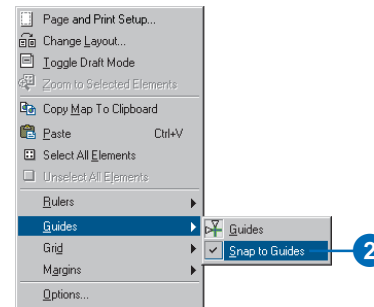 Page and Print Setup...
Change Layout...
Toggle Draft Mode
Zoom to Selected Elements
Copy Map To Clipboard
Paste Ctrl+V
Select All Elements
Unselect All Elements
Rulers
Guides
Guides
Snap to Guides
2
Grid
Margins
Options...